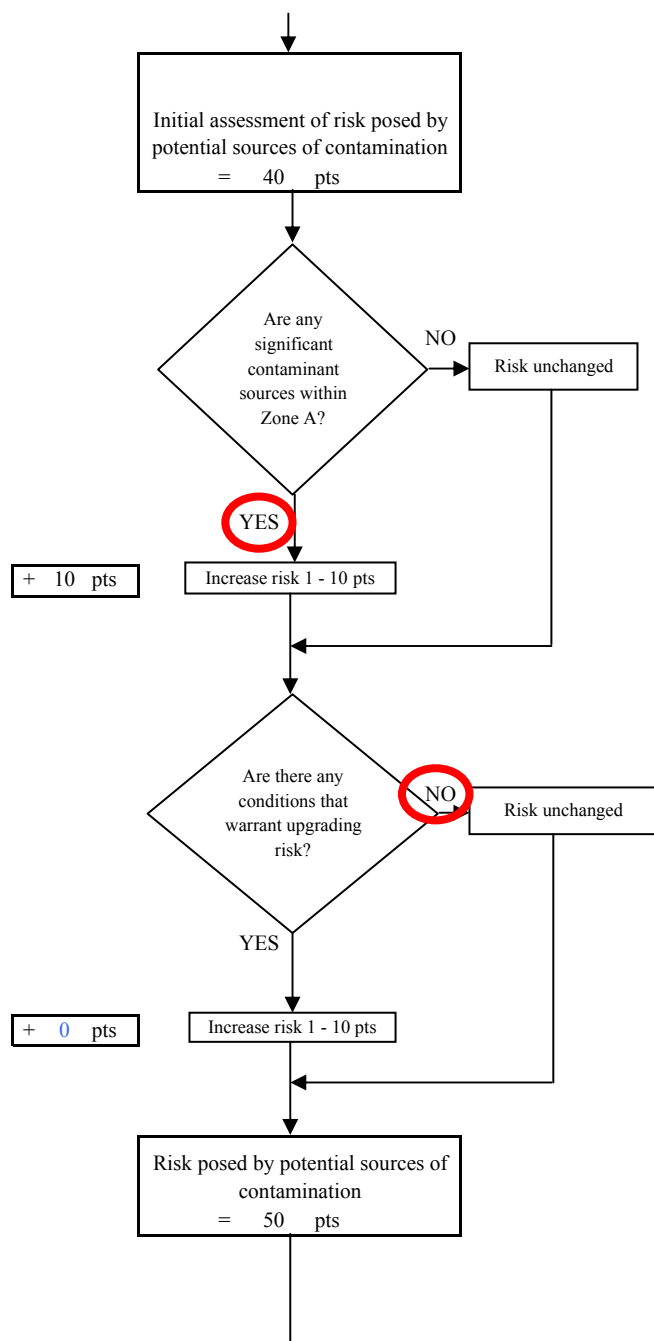 Initial assessment of risk posed by
potential sources of contamination
= 40 pts
Are any
significant
contaminant
sources within
Zone A?
NO
Risk unchanged
YES
+ 10 pts
Increase risk 1 - 10 pts
Are there any
conditions that
warrant upgrading
risk?
NO
Risk unchanged
YES
+ 0 pts
Increase risk 1 - 10 pts
Risk posed by potential sources of
contamination
= 50 pts